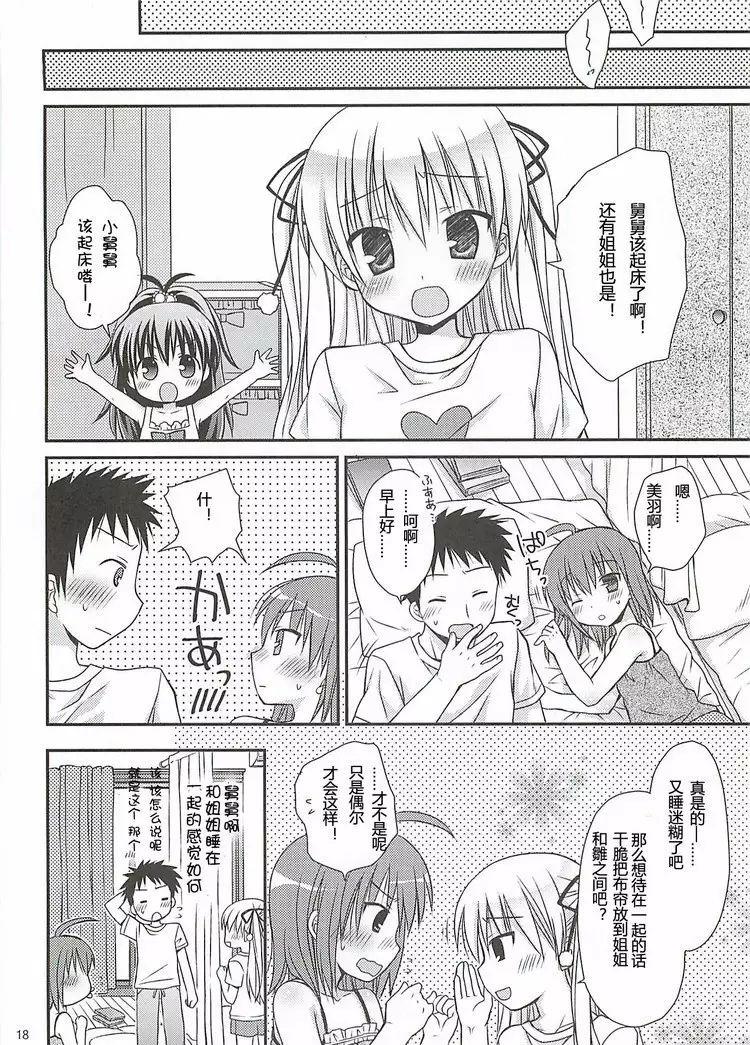 舅舅该起床了啊！
还有姐姐也是！
小舅舅
该起床喽—！
嗯……
美羽啊
ふぁあ…
……呵啊
早上好
ぱちっ
むくっ
什！
かあぁっ
真是的——
又睡迷糊了吧
那么想待在一起的话
干脆把布帘放到姐姐
和雏之间吧？
……才不是呢
只是偶尔
才会这样！
舅舅啊
和姐姐睡在
一起的感觉如何
该 该怎么说呢
就是这个 那个
18